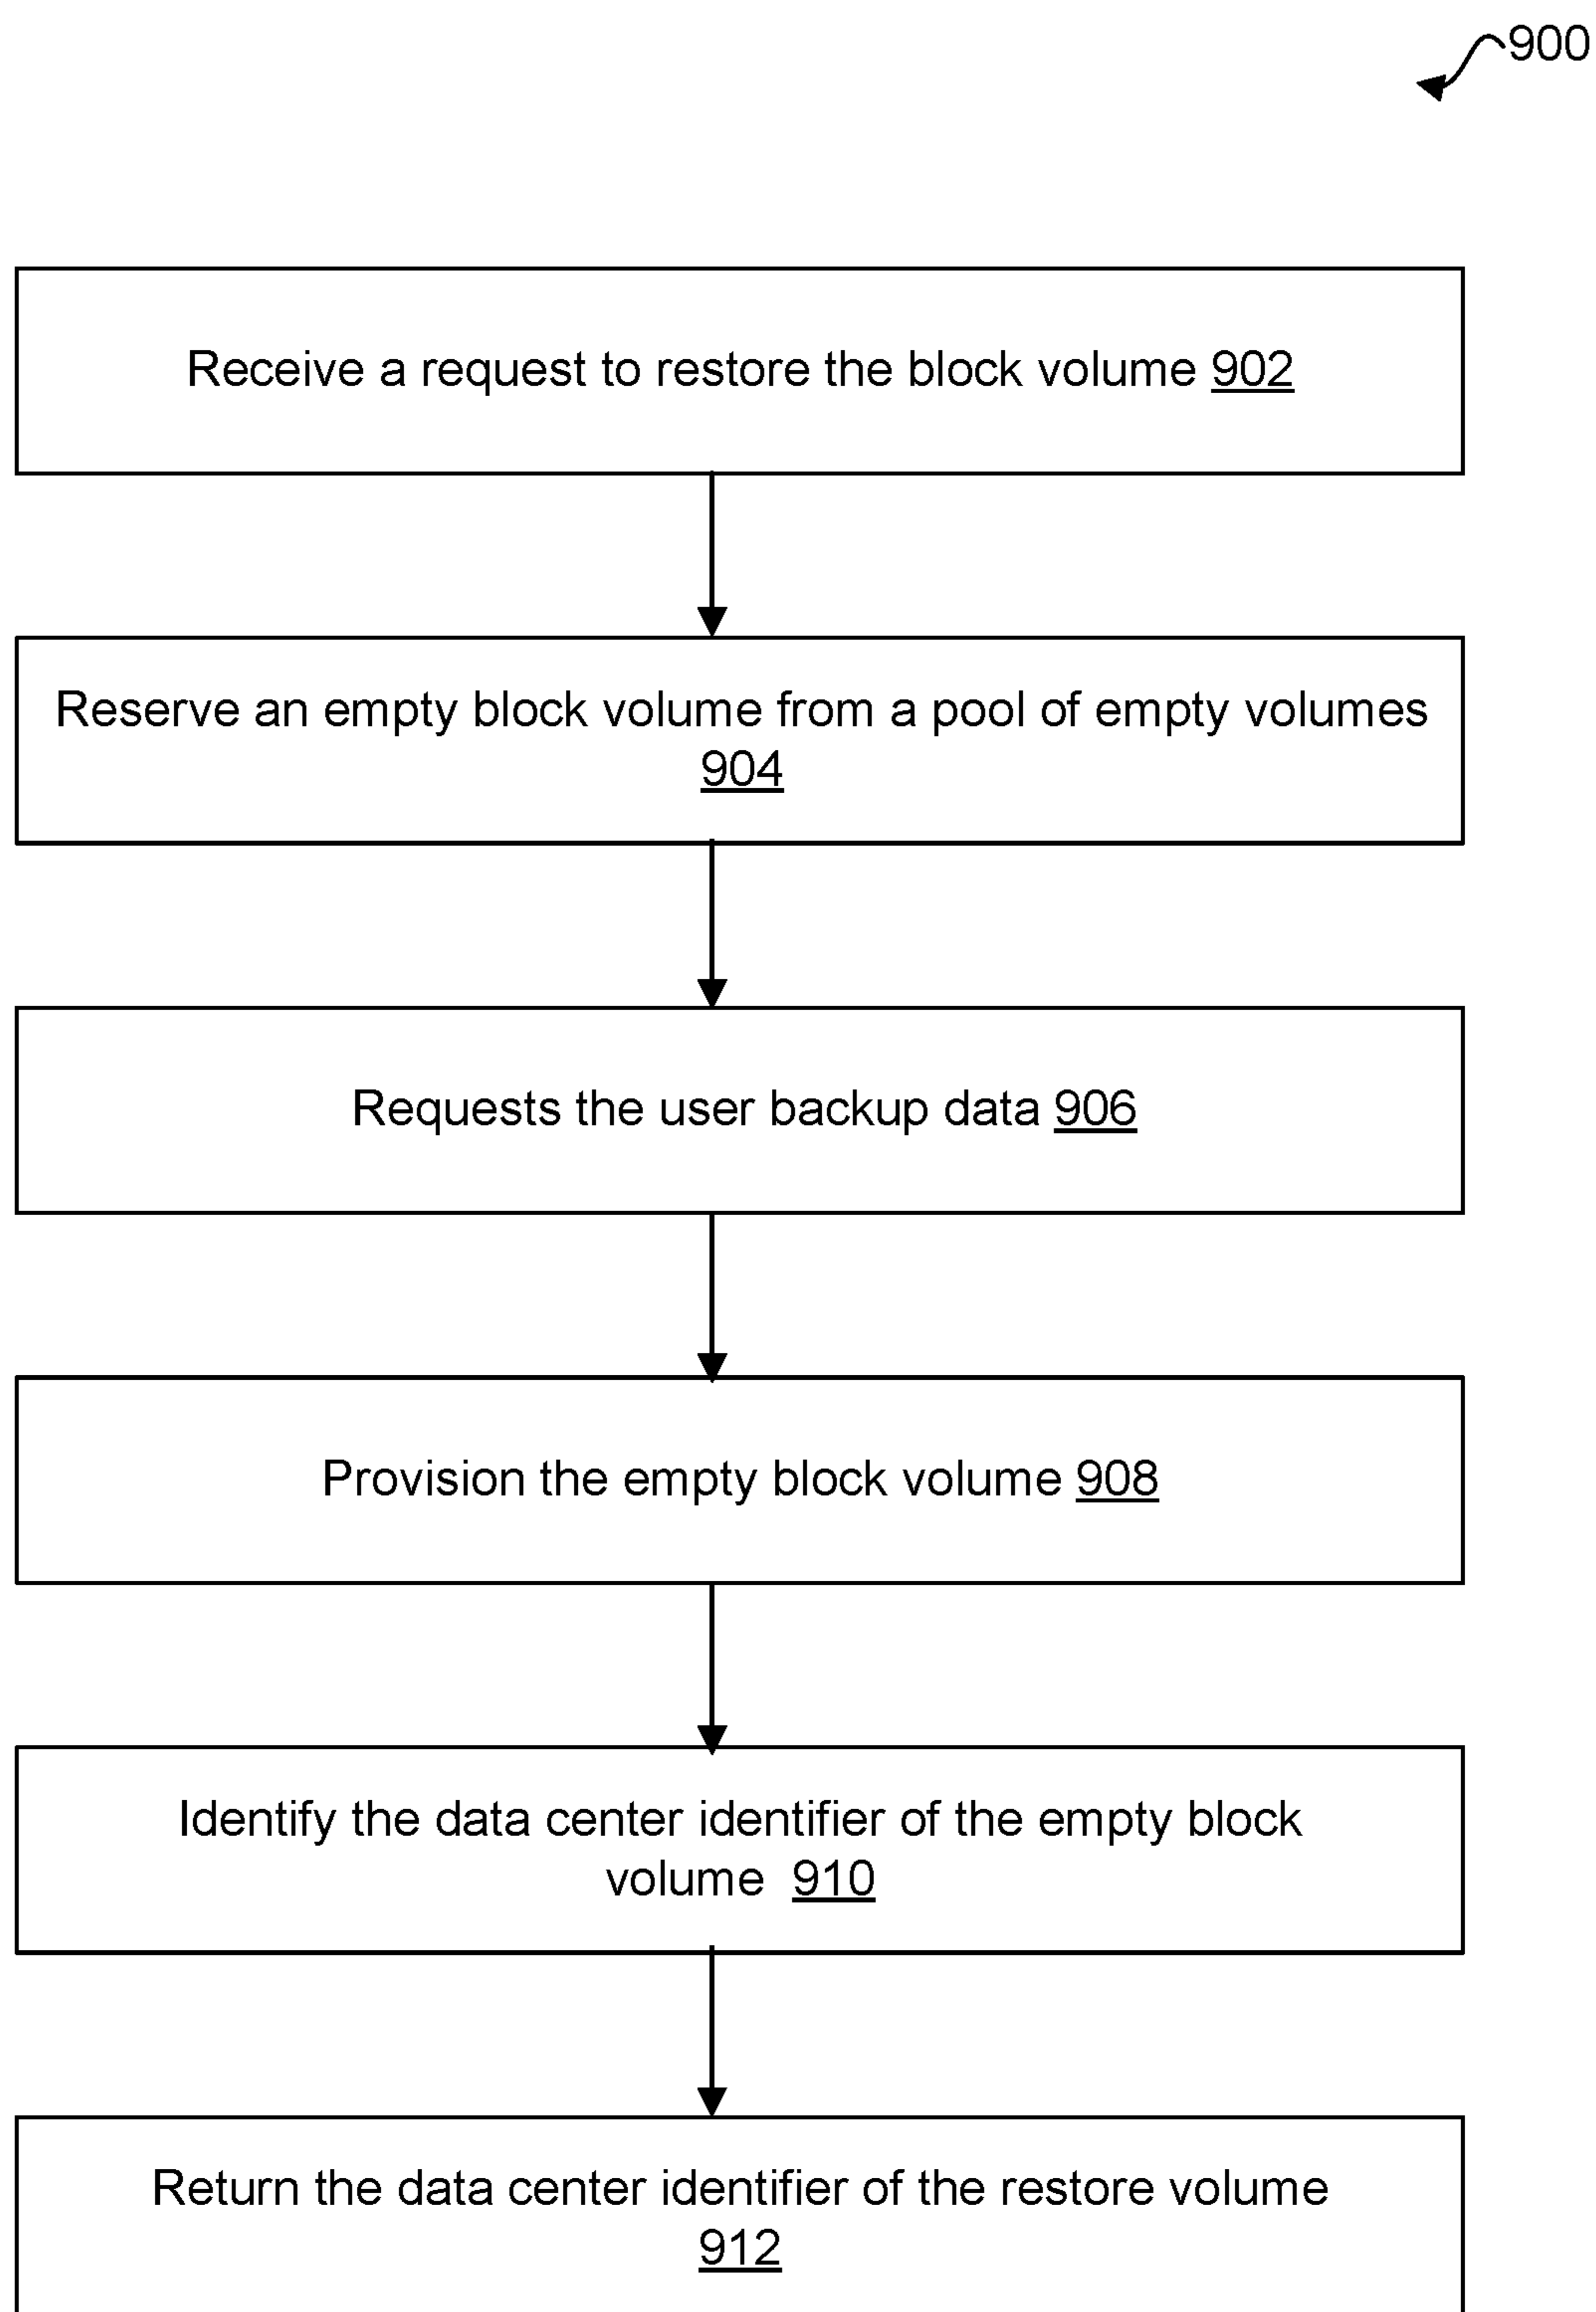 900
Receive a request to restore the block volume 902
Reserve an empty block volume from a pool of empty volumes
904
Requests the user backup data 906
Provision the empty block volume 908
Identify the data center identifier of the empty block
volume 910
Return the data center identifier of the restore volume
912